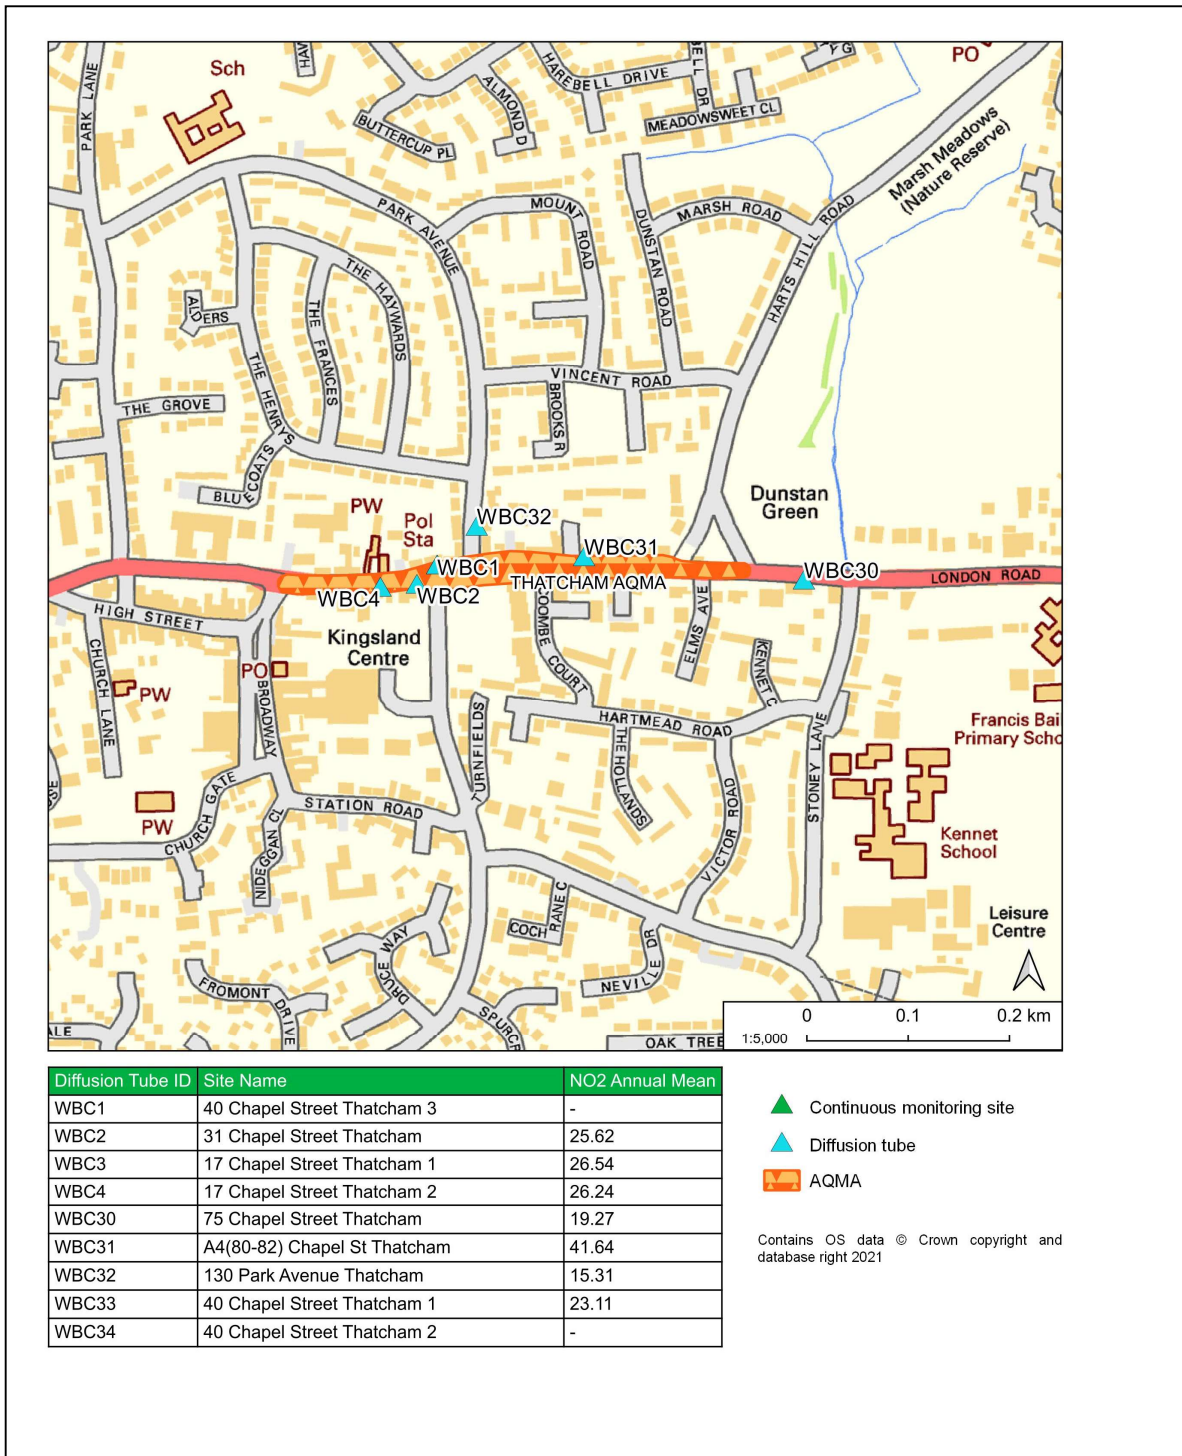 Sch
PARK LANE
HAW
ALMOND D
HAREBELL DRIVE
BELL DR
Y G
PO
BUTTERCUP PL
MEADOWSWEET CL
Marsh Meadows
(Nature Reserve)
PARK AVENUE
MOUNT ROAD
DUNSTAN ROAD
MARSH ROAD
HARTS HILL ROAD
THE HAYWARDS
ALDERS
THE FRANCES
THE HENRYS
VINCENT ROAD
BROOKS R
THE GROVE
BLUECOATS
PW
Pol
Sta
WBC32
Dunstan
Green
WBC31
WBC1
WBC30
THATCHAM AQMA
LONDON ROAD
WBC4
WBC2
HIGH STREET
Kingsland
Centre
COOMBE COURT
ELMS AVE
KENNET C
CHURCH LANE
PW
PO
BROADWAY
TURNFIELDS
HARTMEAD ROAD
THE HOLLANDS
STONEY LANE
Francis Bai
Primary Scho
PW
CHURCH GATE
STATION ROAD
NIDEGGAN CL
VICTOR ROAD
Kennet
School
COCHRANE C
Leisure
Centre
DRUCE WAY
NEVILLE DR
FROMONT DRIVE
SPURCR
ALE
OAK TREE
0 0.1 0.2 km
1:5,000
Diffusion Tube ID Site Name NO2 Annual Mean
WBC1 40 Chapel Street Thatcham 3 -
WBC2 31 Chapel Street Thatcham 25.62
WBC3 17 Chapel Street Thatcham 1 26.54
WBC4 17 Chapel Street Thatcham 2 26.24
WBC30 75 Chapel Street Thatcham 19.27
WBC31 A4(80-82) Chapel St Thatcham 41.64
WBC32 130 Park Avenue Thatcham 15.31
WBC33 40 Chapel Street Thatcham 1 23.11
WBC34 40 Chapel Street Thatcham 2 -
Continuous monitoring site
Diffusion tube
AQMA
Contains OS data © Crown copyright and
database right 2021